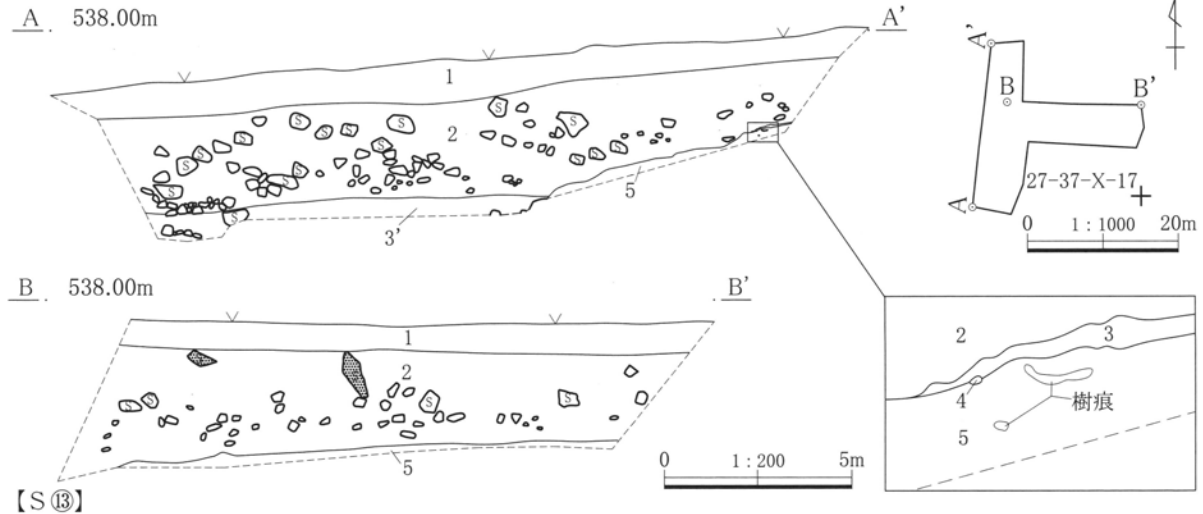 A . 538.00m A'
1
2
S S S S S S S S S S S S S S S S
5
3'
A'
B B'
27-37-X-17
A
0 1:1000 20m
B . 538.00m . B'
1
2
S S S S
5
0 1:200 5m
2 3
4
樹痕
5
【S⑬】